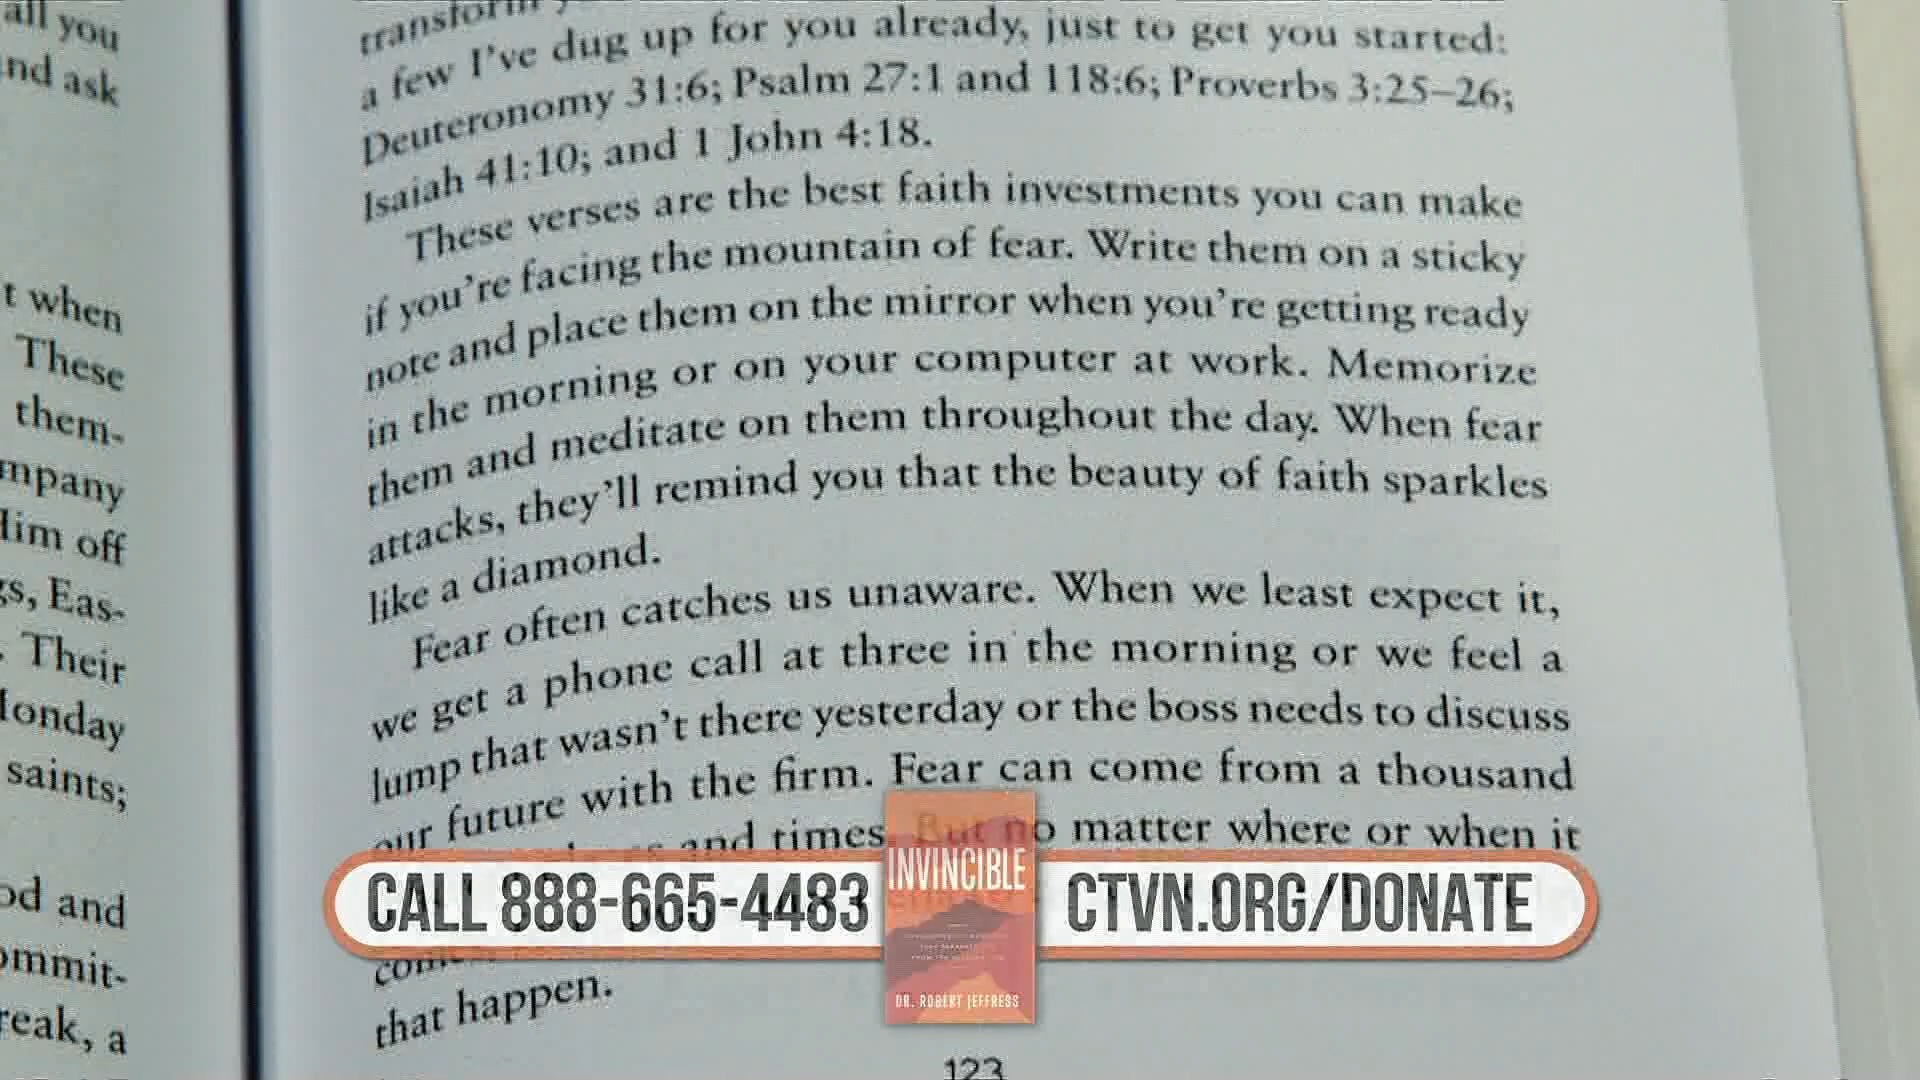 all you
and ask
t when
These
them-
mpany
Him off
gs, Eas-
. Their
Monday
saints;
od and
ommit-
reak, a
transform
a few I've dug up for you already, just to get you started:
Deuteronomy 31:6; Psalm 27:1 and 118:6; Proverbs 3:25–26;
Isaiah 41:10; and 1 John 4:18.
These verses are the best faith investments you can make
if you're facing the mountain of fear. Write them on a sticky
note and place them on the mirror when you're getting ready
in the morning or on your computer at work. Memorize
them and meditate on them throughout the day. When fear
attacks, they'll remind you that the beauty of faith sparkles
like a diamond.
Fear often catches us unaware. When we least expect it,
we get a phone call at three in the morning or we feel a
lump that wasn't there yesterday or the boss needs to discuss
our future with the firm. Fear can come from a thousand
and times. But no matter where or when it
that happen.
123
CALL 888-665-4483
INVINCIBLE
DR. ROBERT JEFFRESS
CTVN.ORG/DONATE